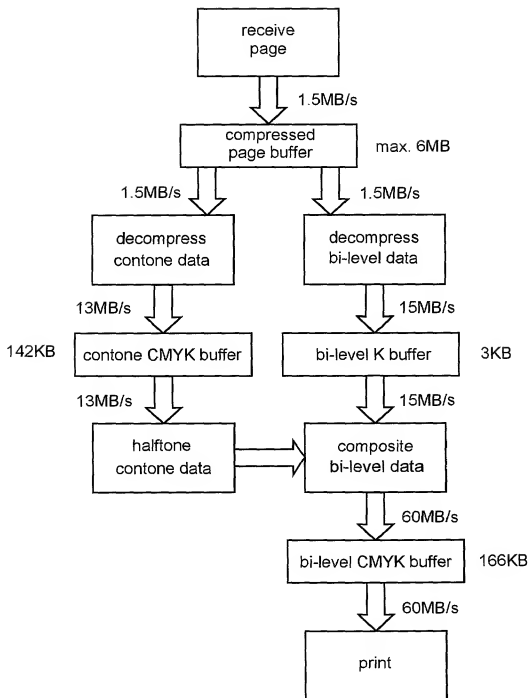 receive
page
1.5MB/s
compressed
page buffer
max. 6MB
1.5MB/s
1.5MB/s
decompress
contone data
decompress
bi-level data
13MB/s
15MB/s
142KB
contone CMYK buffer
bi-level K buffer
3KB
13MB/s
15MB/s
halftone
contone data
composite
bi-level data
60MB/s
bi-level CMYK buffer
166KB
60MB/s
print